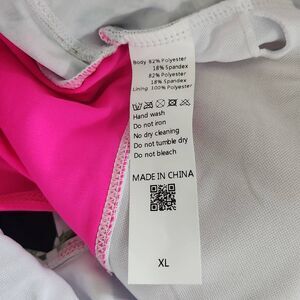 Body 82% Polyester
18% Spandex
82% Polyester
18% Spandex
Lining 100% Polyester
Hand wash
Do not iron
No dry cleaning
Do not tumble dry
Do not bleach
MADE IN CHINA
XL